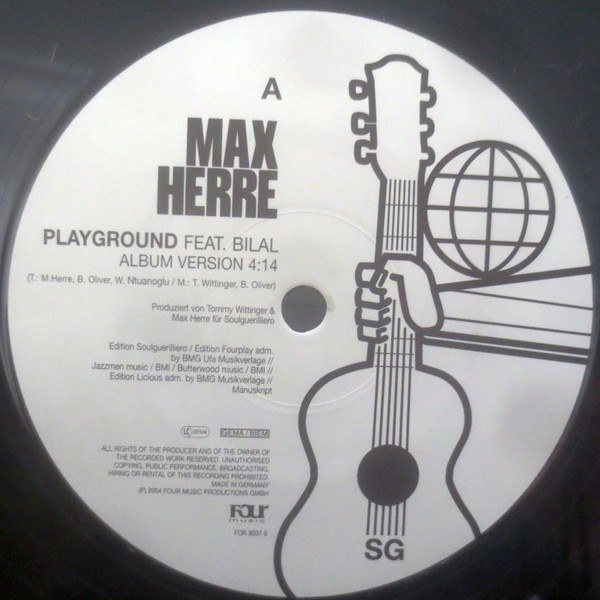 A
MAX
HERRE
PLAYGROUND FEAT. BILAL
ALBUM VERSION 4:14
(T.: M.Herre, B. Oliver, W. Ntuanoglu / M.: T. Wittinger, B. Oliver)
Produziert von Tommy Wittinger &
Max Herre für Soulguerilliero
Edition Soulguerilliero / Edition Fourplay adm.
by BMG Ufa Musikverlage //
Jazzmen music / BMI / Butterwood music / BMI //
Edition Licious adm. by BMG Musikverlage //
Manuskript
LC
GEMA / BIEM
ALL RIGHTS OF THE PRODUCER AND OF THE OWNER OF
THE RECORDED WORK RESERVED. UNAUTHORISED
COPYING, PUBLIC PERFORMANCE, BROADCASTING,
HIRING OR RENTAL OF THIS RECORDING PROHIBITED.
MADE IN GERMANY
(P) 2004 FOUR MUSIC PRODUCTIONS GMBH
FOUR
music
FOR 9037 6
SG